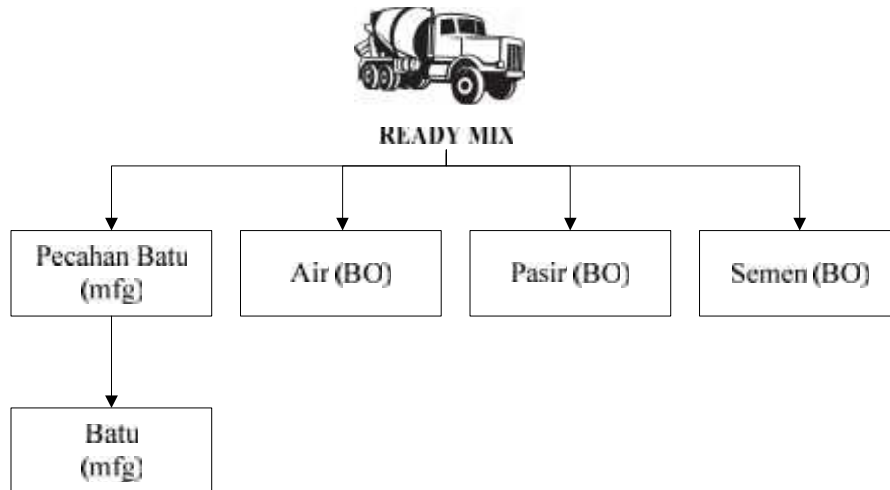 READY MIX
Pecahan Batu
(mfg)
Air (BO)
Pasir (BO)
Semen (BO)
Batu
(mfg)